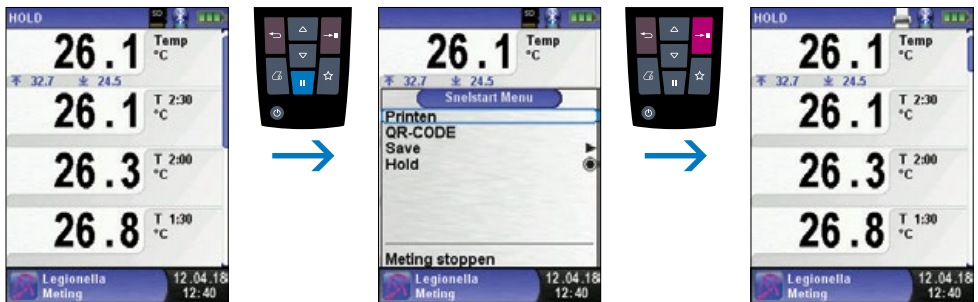 HOLD
26.1 Temp °C
32.7 24.5
26.1 T 2:30 °C
26.3 T 2:00 °C
26.8 T 1:30 °C
Legionella 12.04.18
Meting 12:40
SD
26.1 Temp °C
32.7 24.5
Snelstart Menu
Printen
QR-CODE
Save
Hold
Meting stoppen
Legionella 12.04.18
Meting 12:40
HOLD
26.1 Temp °C
32.7 24.5
26.1 T 2:30 °C
26.3 T 2:00 °C
26.8 T 1:30 °C
Legionella 12.04.18
Meting 12:40